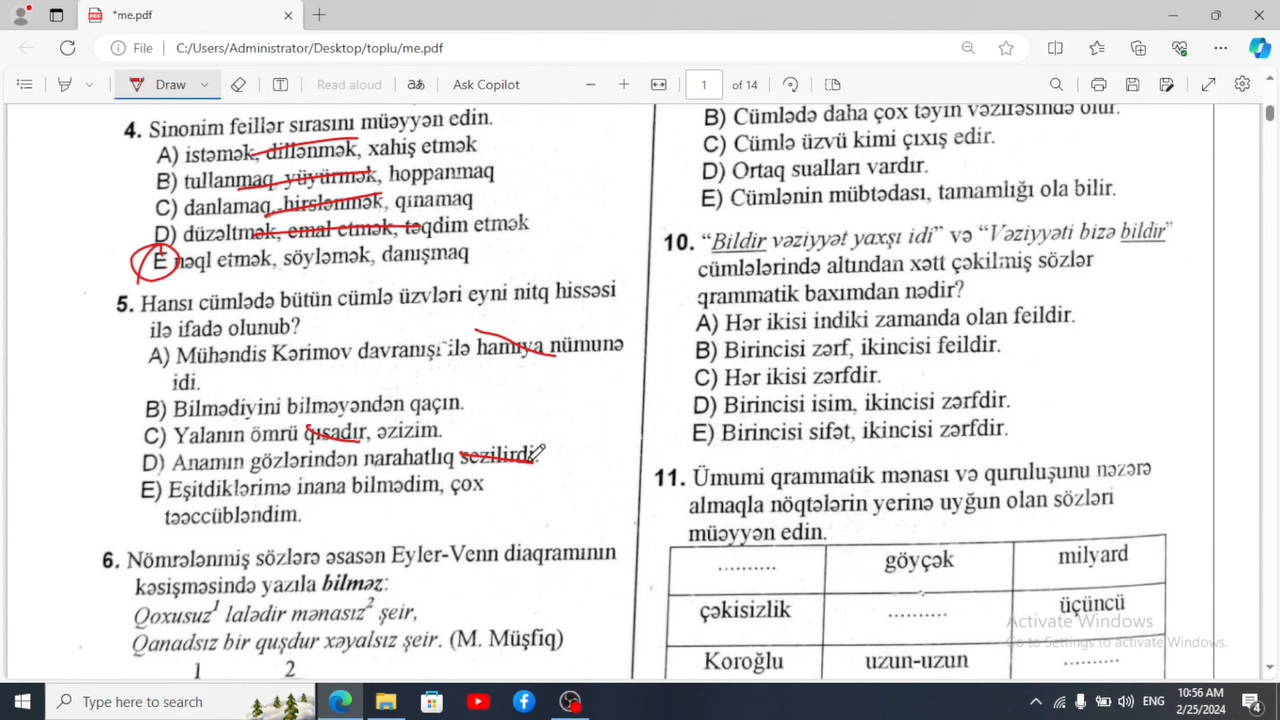 *me.pdf
File
C:/Users/Administrator/Desktop/toplu/me.pdf
Draw
Read aloud
aあ
Ask Copilot
1
of 14
4. Sinonim feillər sırasını müəyyən edin.
A) istəmək, dillənmək, xahiş etmək
B) tullanmaq, yüyürmək, hoppanmaq
C) danlamaq, hirslənmək, qınamaq
D) düzəltmək, emal etmək, təqdim etmək
E nəql etmək, söyləmək, danışmaq
5. Hansı cümlədə bütün cümlə üzvləri eyni nitq hissəsi
ilə ifadə olunub?
A) Mühəndis Kərimov davranışı ilə hamıya nümunə
idi.
B) Bilmədiyini bilməyəndən qaçın.
C) Yalanın ömrü qısadır, əzizim.
D) Anamın gözlərindən narahatlıq sezilirdi.
E) Eşitdiklərimə inana bilmədim, çox
təəccübləndim.
6. Nömrələnmiş sözlərə əsasən Eyler-Venn diaqramının
kəsişməsində yazıla bilməz:
Qoxusuz¹ lalədir mənasız² şeir,
Qanadsız bir quşdur xəyalsız şeir. (M. Müşfiq)
1 2
B) Cümlədə daha çox təyin vəzifəsində olur.
C) Cümlə üzvü kimi çıxış edir.
D) Ortaq sualları vardır.
E) Cümlənin mübtədası, tamamlığı ola bilir.
10. “Bildir vəziyyət yaxşı idi” və “Vəziyyəti bizə bildir”
cümlələrində altından xətt çəkilmiş sözlər
qrammatik baxımdan nədir?
A) Hər ikisi indiki zamanda olan feildir.
B) Birincisi zərf, ikincisi feildir.
C) Hər ikisi zərfdir.
D) Birincisi isim, ikincisi zərfdir.
E) Birincisi sifət, ikincisi zərfdir.
11. Ümumi qrammatik mənası və quruluşunu nəzərə
almaqla nöqtələrin yerinə uyğun olan sözləri
müəyyən edin.
.......... göyçək milyard
çəkisizlik .......... üçüncü
Koroğlu uzun-uzun ..........
Activate Windows
Go to Settings to activate Windows.
Type here to search
ENG
10:56 AM
2/25/2024
4